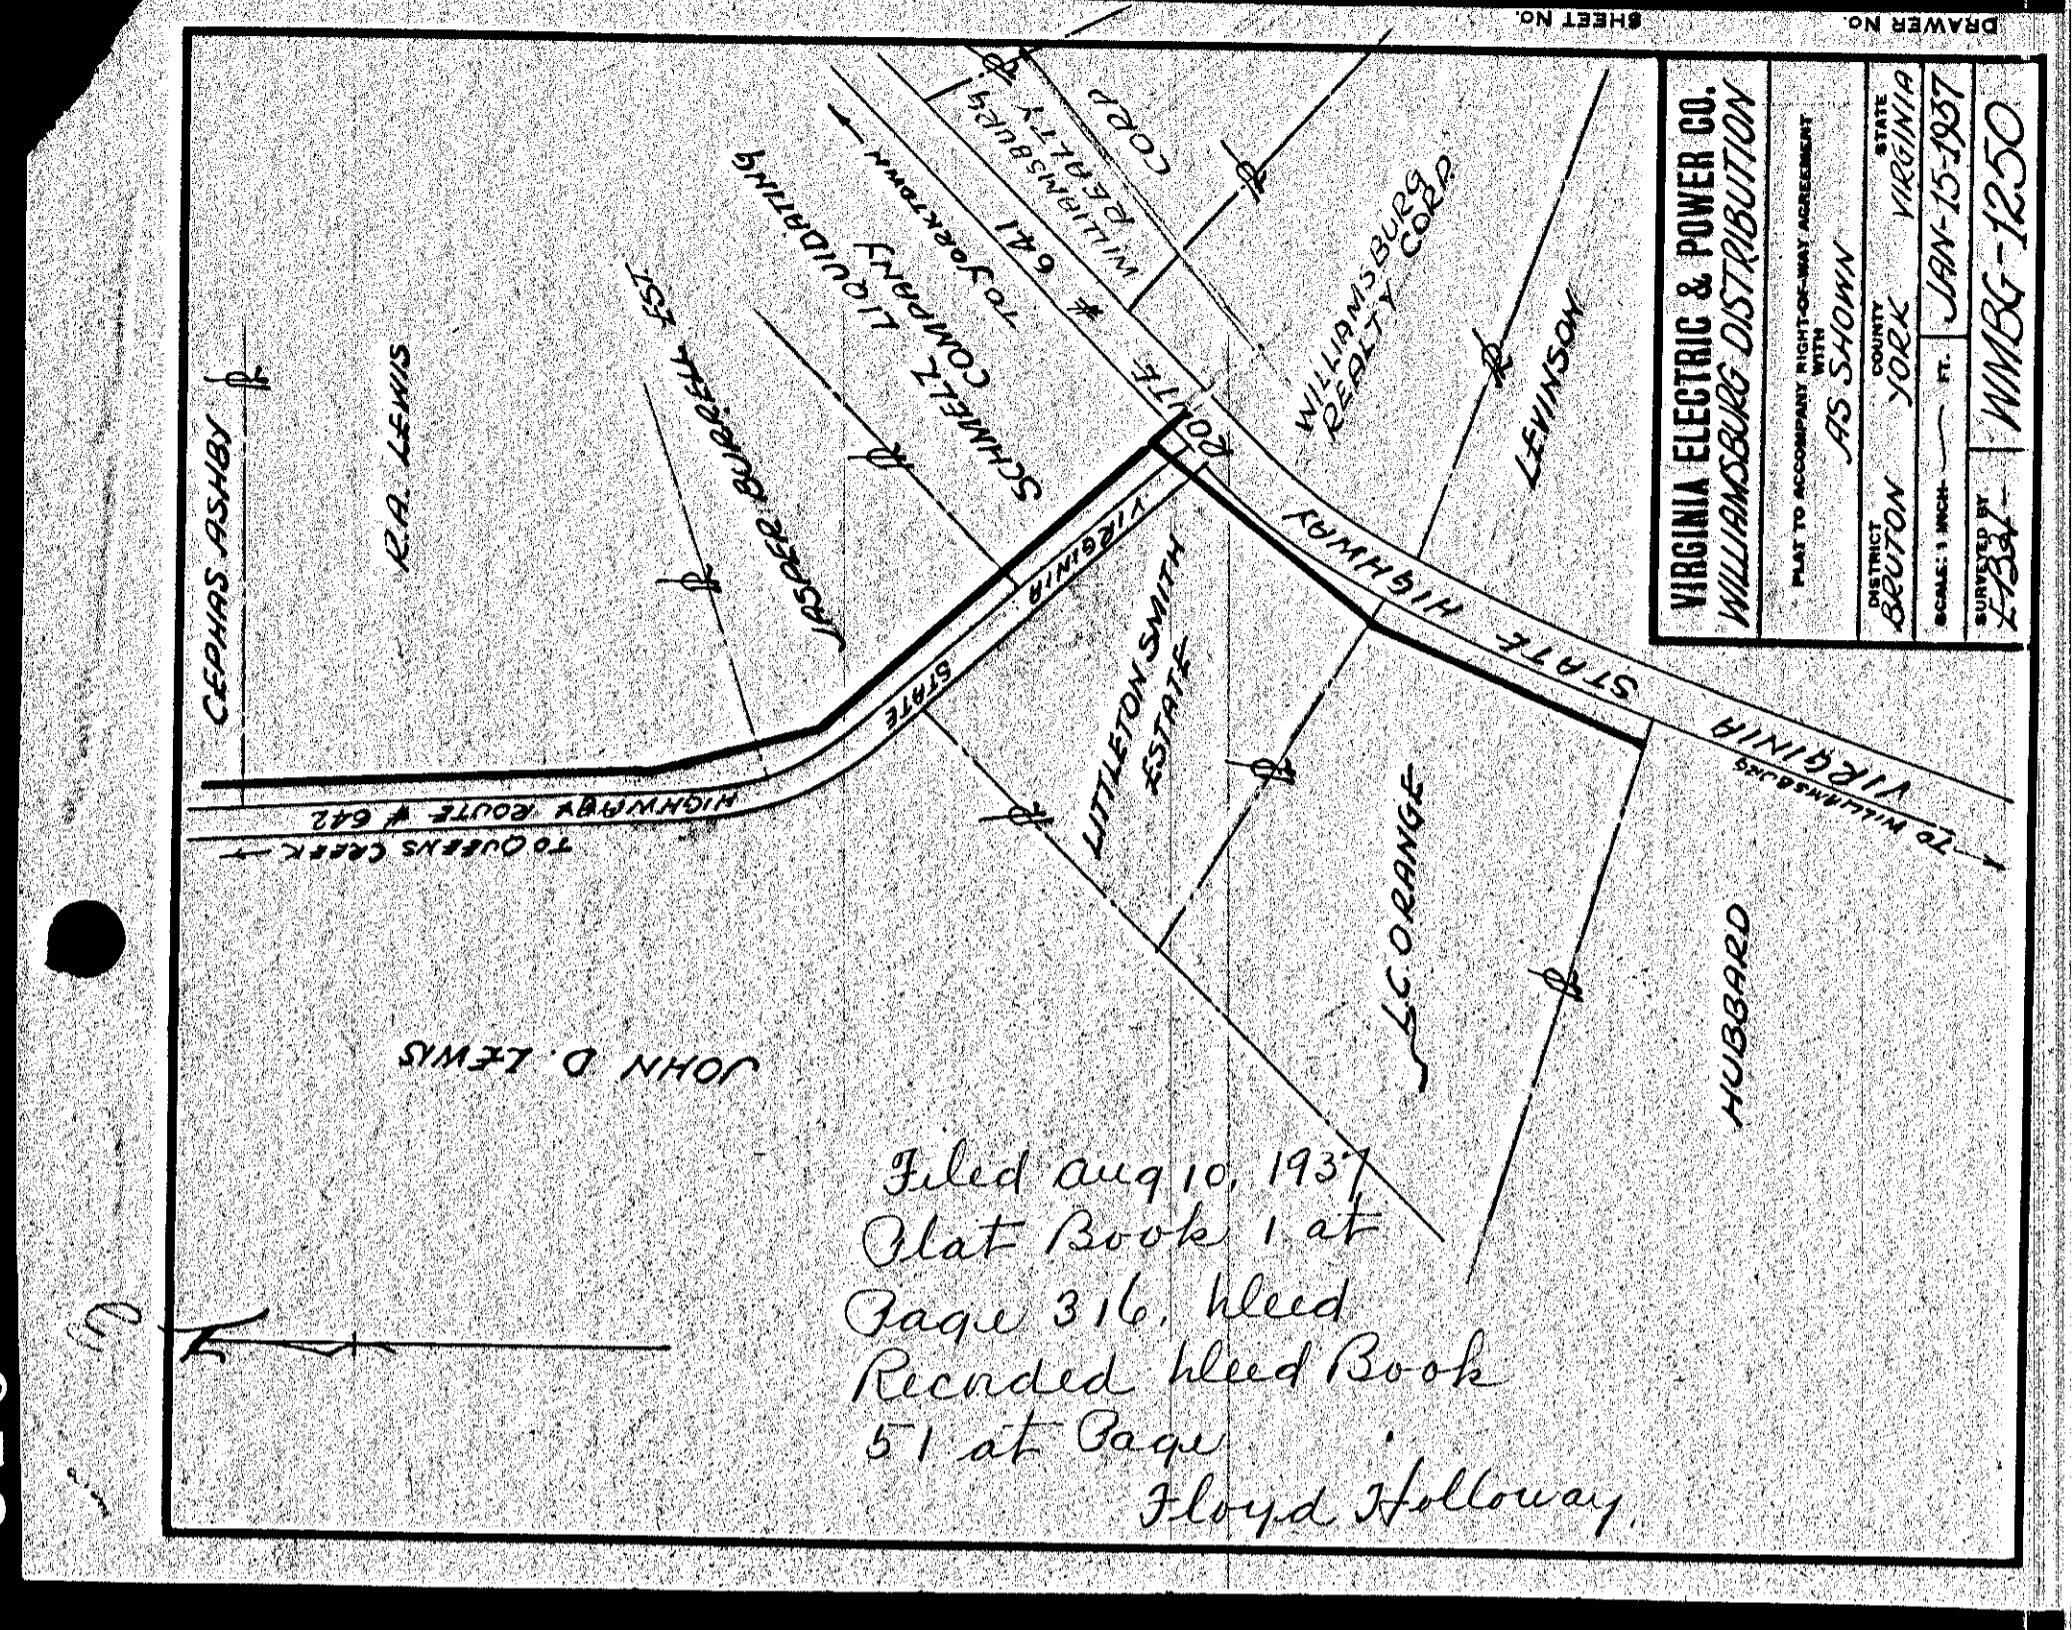 SHEET No.
DRAWER No.
CEPHAS ASHBY
R.A. LEWIS
JASPER BURRELL EST.
SCHMELZ LIQUIDATING
COMPANY
TO YORKTOWN
VIRGINIA STATE HIGHWAY ROUTE # 641
WILLIAMSBURG
REALTY
CORP
WILLIAMSBURG
REALTY CORP.
LEVINSON
VIRGINIA STATE HIGHWAY ROUTE # 642
TO QUEENS CREEK
LITTLETON SMITH
ESTATE
L.C. ORANGE
HUBBARD
TO WILLIAMSBURG
JOHN D. LEWIS
VIRGINIA ELECTRIC & POWER CO.
WILLIAMSBURG DISTRIBUTION
PLAT TO ACCOMPANY RIGHT-OF-WAY AGREEMENT
WITH
AS SHOWN
DISTRICT COUNTY STATE
BRUTON YORK VIRGINIA
SCALE: 1 INCH- FT. JAN-15-1937
SURVEYED BY
WMBG-1250
Filed Aug 10, 1937
Plat Book 1 at
Page 316. Deed
Recorded Deed Book
51 at Page
Floyd Holloway.